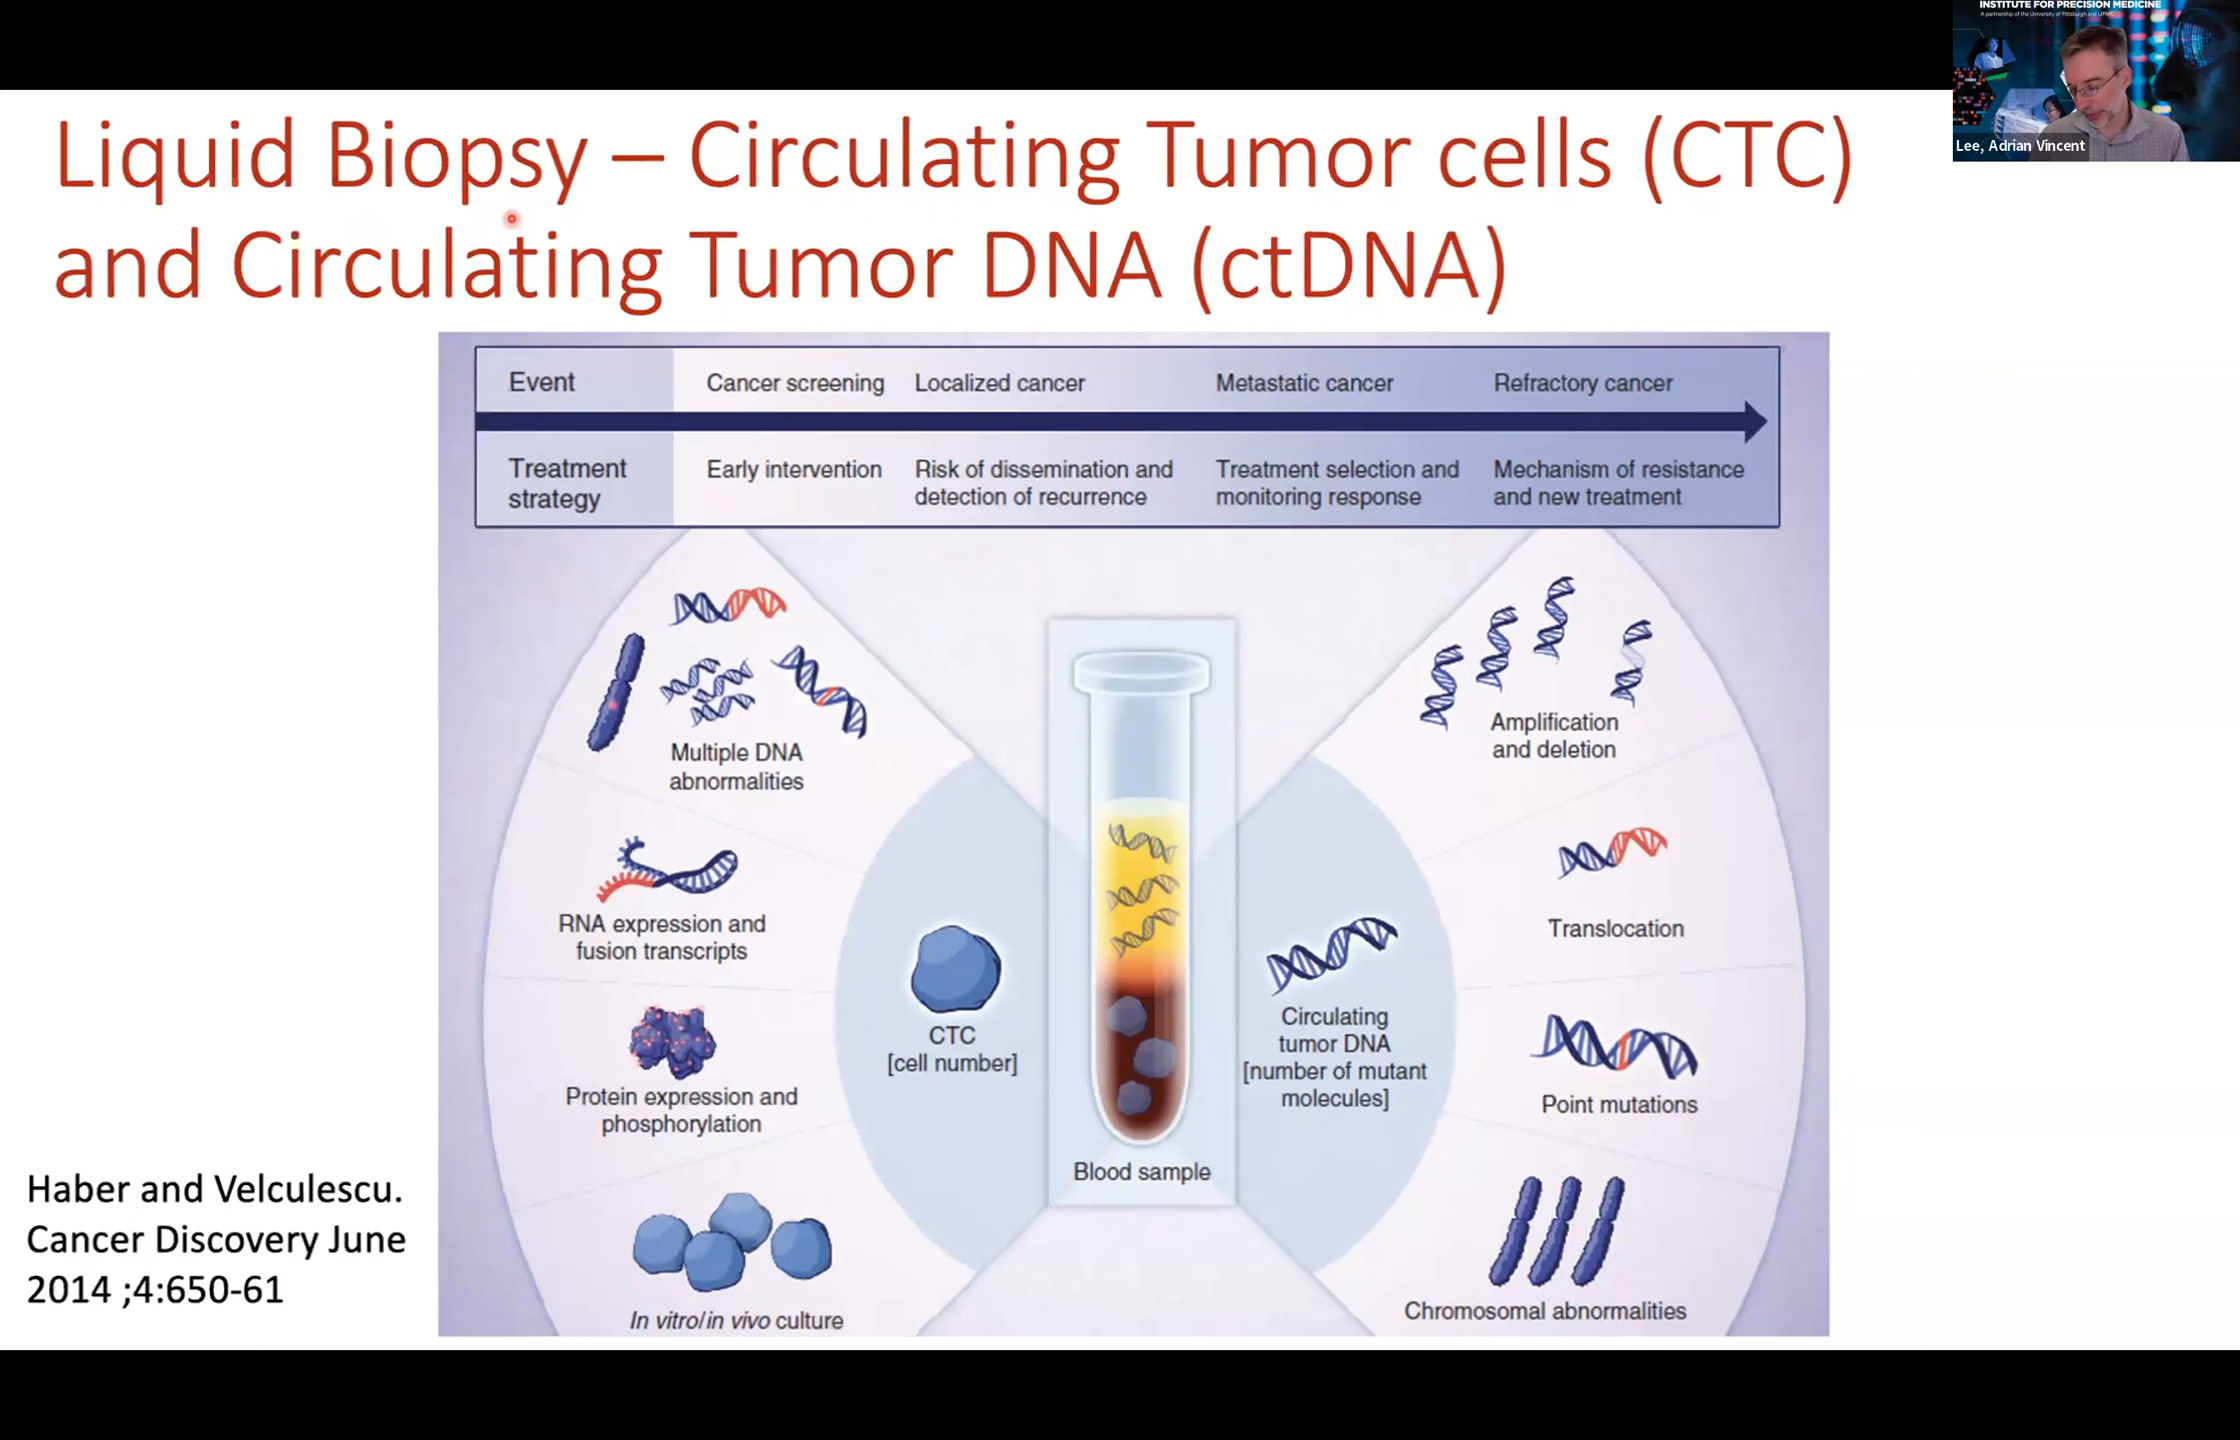 INSTITUTE FOR PRECISION MEDICINE
A partnership of the University of Pittsburgh and UPMC
Lee, Adrian Vincent
Liquid Biopsy – Circulating Tumor cells (CTC)
and Circulating Tumor DNA (ctDNA)
Event
Cancer screening
Localized cancer
Metastatic cancer
Refractory cancer
Treatment
strategy
Early intervention
Risk of dissemination and
detection of recurrence
Treatment selection and
monitoring response
Mechanism of resistance
and new treatment
Multiple DNA
abnormalities
RNA expression and
fusion transcripts
Protein expression and
phosphorylation
In vitro/in vivo culture
CTC
[cell number]
Blood sample
Circulating
tumor DNA
[number of mutant
molecules]
Amplification
and deletion
Translocation
Point mutations
Chromosomal abnormalities
Haber and Velculescu.
Cancer Discovery June
2014 ;4:650-61